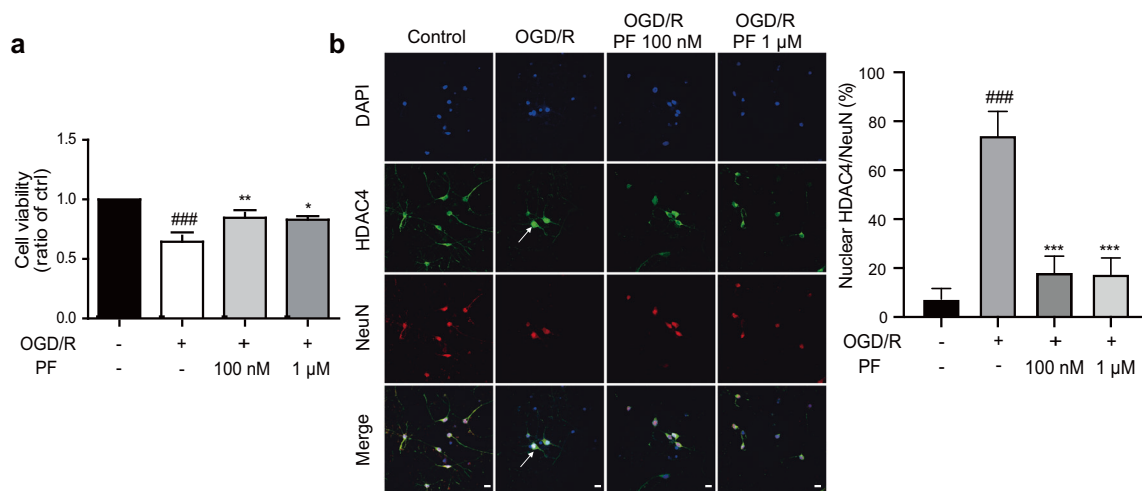 a
Cell viability
(ratio of ctrl)
1.5
1.0
0.5
0.0
###
**
*
OGD/R - + + +
PF - - 100 nM 1 µM
b
Control
OGD/R
OGD/R
PF 100 nM
OGD/R
PF 1 µM
DAPI
HDAC4
NeuN
Merge
Nuclear HDAC4/NeuN (%)
100
80
60
40
20
0
###
***
***
OGD/R - + + +
PF - - 100 nM 1 µM